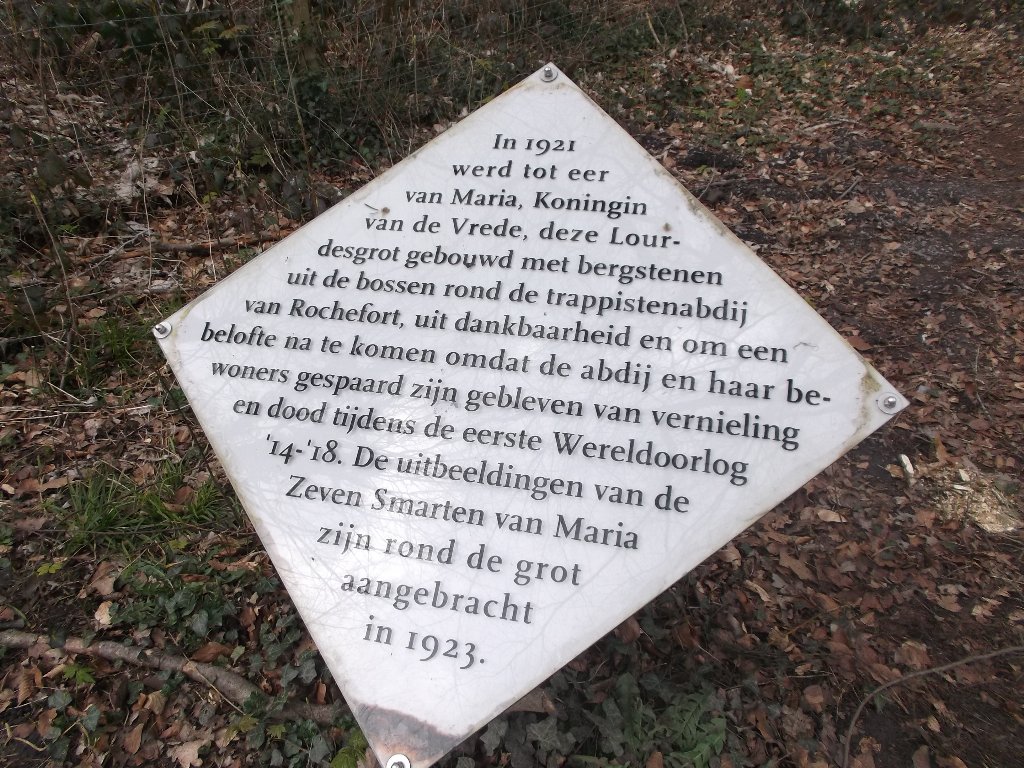 In 1921
werd tot eer
van Maria, Koningin
van de Vrede, deze Lour-
desgrot gebouwd met bergstenen
uit de bossen rond de trappistenabdij
van Rochefort, uit dankbaarheid en om een
belofte na te komen omdat de abdij en haar be-
woners gespaard zijn gebleven van vernieling
en dood tijdens de eerste Wereldoorlog
'14-'18. De uitbeeldingen van de
Zeven Smarten van Maria
zijn rond de grot
aangebracht
in 1923.